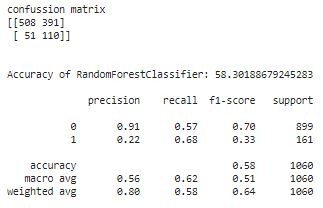 confussion matrix
[[508 391]
 [ 51 110]]
Accuracy of RandomForestClassifier: 58.30188679245283
precision recall f1-score support
0 0.91 0.57 0.70 899
1 0.22 0.68 0.33 161
accuracy 0.58 1060
macro avg 0.56 0.62 0.51 1060
weighted avg 0.80 0.58 0.64 1060